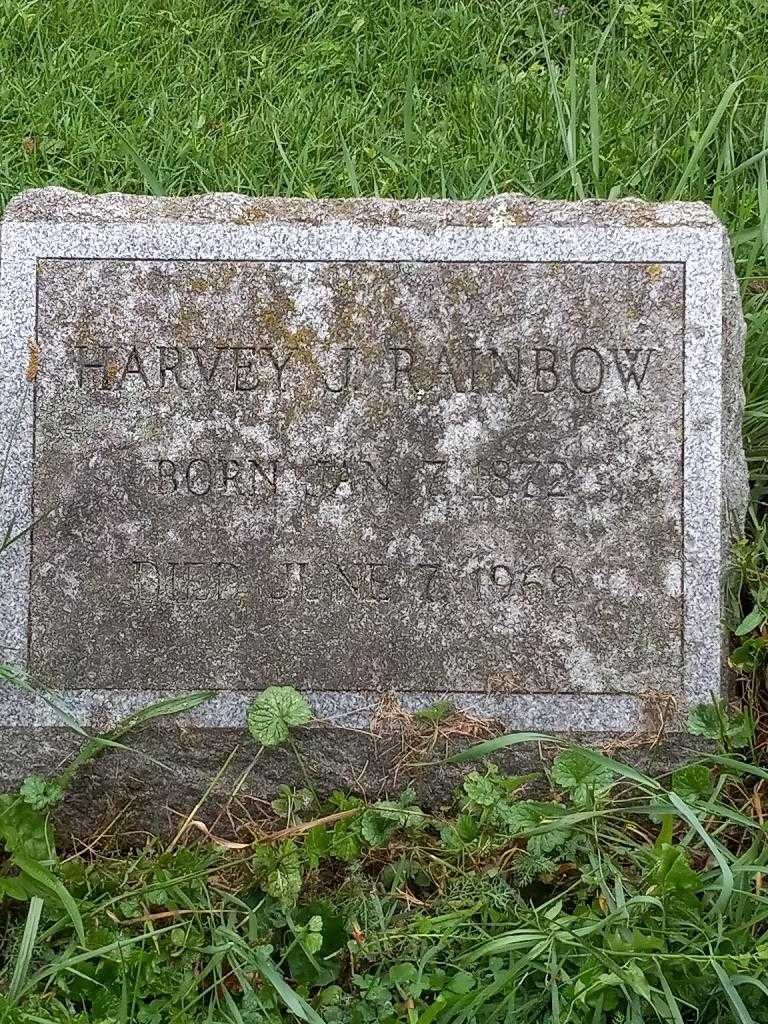 HARVEY J. RAINBOW
BORN JAN. 7, 1872
DIED JUNE 7, 1969